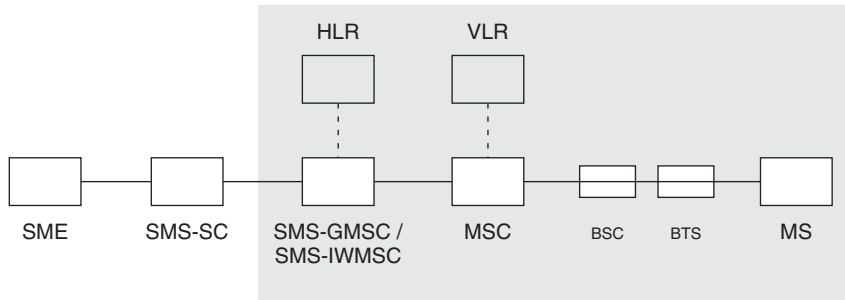 HLR
VLR
SME
SMS-SC
SMS-GMSC /
SMS-IWMSC
MSC
BSC
BTS
MS